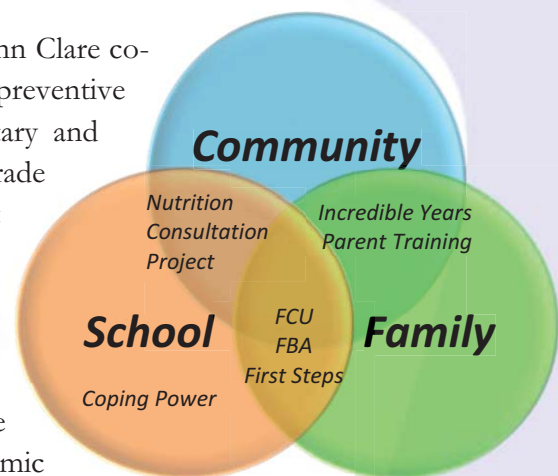 nn Clare co-
preventive
tary and
rade
Community
Nutrition
Consultation
Project
Incredible Years
Parent Training
School
FCU
FBA
First Steps
Family
Coping Power
e
mic